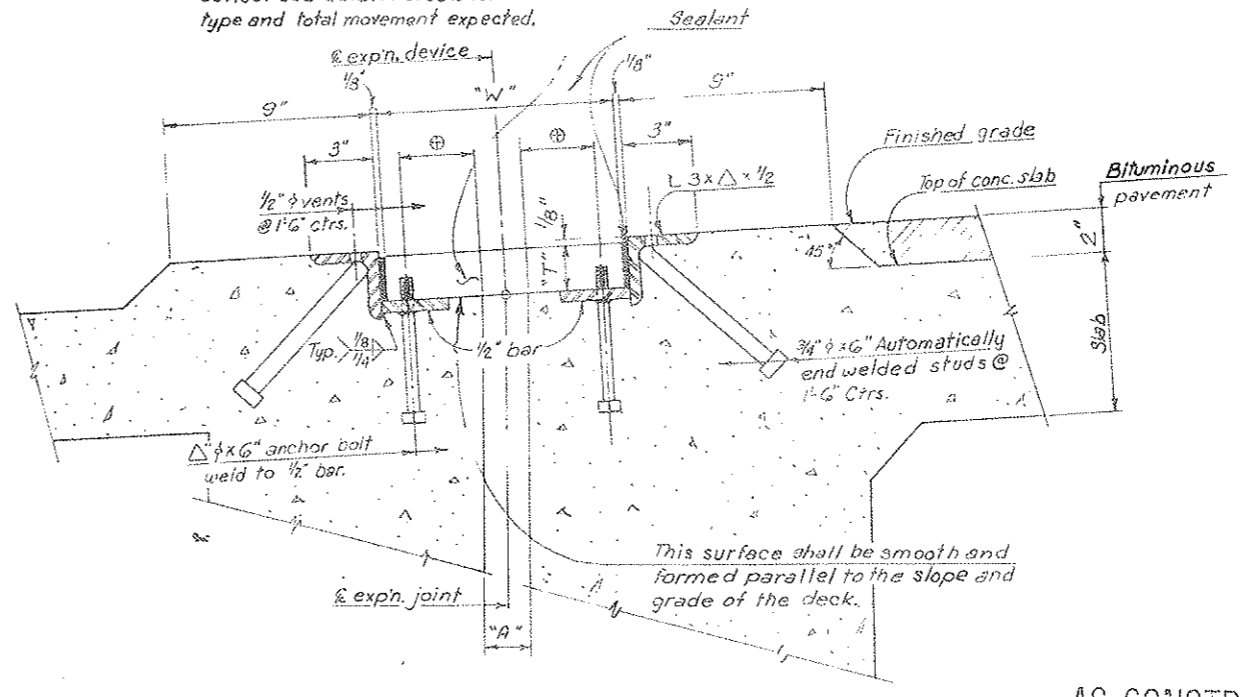 type and total movement expected.
Sealant
℄ exp'n. device
1/8"
1/8"
"W"
9"
9"
3"
⊕
⊕
3"
Finished grade
L 3 x △ x 1/2
Top of conc. slab
Bituminous
pavement
1/2" ϕ vents
@ 1'-6" ctrs.
1/8"
"T"
45°
2"
Slab
Typ.
1/8
1/4
1/2" bar
3/4" ϕ x 6" Automatically
end welded studs @
1'-6" Ctrs.
△" ϕ x 6" anchor bolt
weld to 1/2" bar.
This surface shall be smooth and
formed parallel to the slope and
grade of the deck.
℄ exp'n. joint
"A"